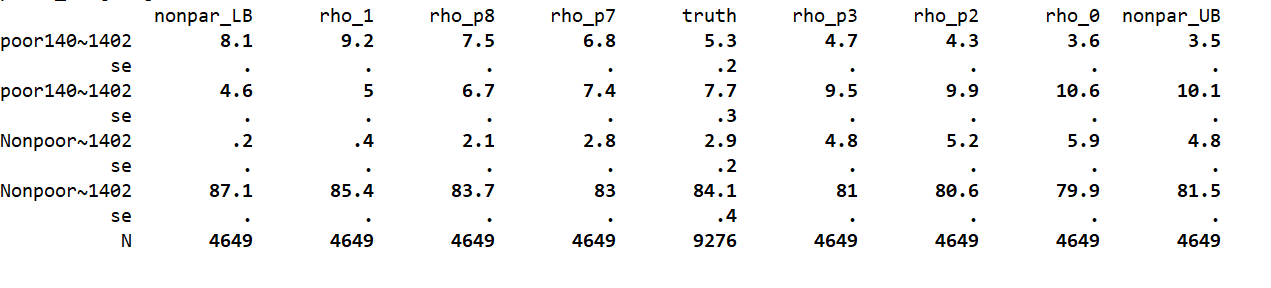 nonpar_LB rho_1 rho_p8 rho_p7 truth rho_p3 rho_p2 rho_0 nonpar_UB
poor140~1402 8.1 9.2 7.5 6.8 5.3 4.7 4.3 3.6 3.5
se . . . . .2 . . . .
poor140~1402 4.6 5 6.7 7.4 7.7 9.5 9.9 10.6 10.1
se . . . . .3 . . . .
Nonpoor~1402 .2 .4 2.1 2.8 2.9 4.8 5.2 5.9 4.8
se . . . . .2 . . . .
Nonpoor~1402 87.1 85.4 83.7 83 84.1 81 80.6 79.9 81.5
se . . . . .4 . . . .
N 4649 4649 4649 4649 9276 4649 4649 4649 4649